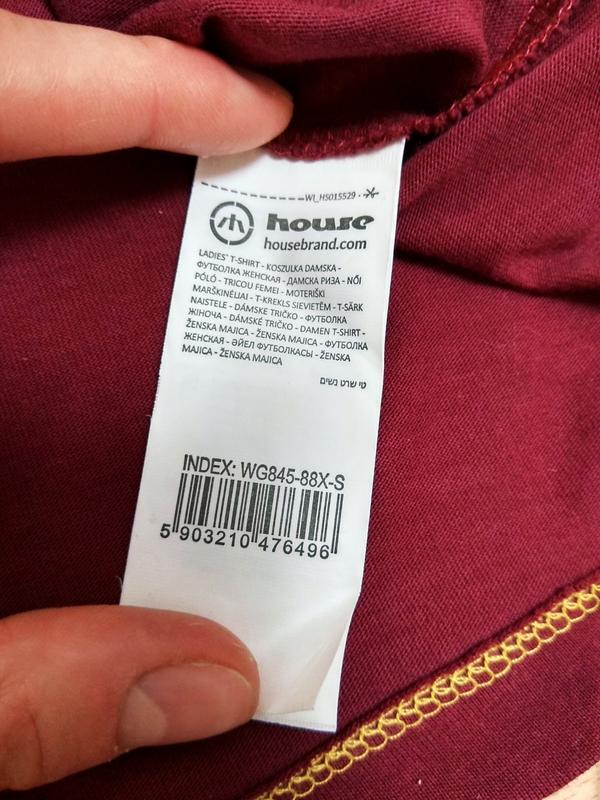 WI_HS015529
house
housebrand.com
LADIES' T-SHIRT - KOSZULKA DAMSKA -
ФУТБОЛКА ЖЕНСКАЯ - ДАМСКА РИЗА - NŐI
PÓLÓ - TRICOU FEMEI - MOTERIŠKI
MARŠKINĖLIAI - T-KREKLS SIEVIETĒM - T-SÄRK
NAISTELE - DÁMSKE TRIČKO - ФУТБОЛКА
ЖІНОЧА - DÁMSKÉ TRIČKO - DAMEN T-SHIRT -
ŽENSKA MAJICA - ŽENSKA MAJICA - ФУТБОЛКА
ЖЕНСКАЯ - ӘЙЕЛ ФУТБОЛКАСЫ - ŽENSKA
MAJICA - ŽENSKA MAJICA
טי שרט נשים
INDEX: WG845-88X-S
5 903210 476496